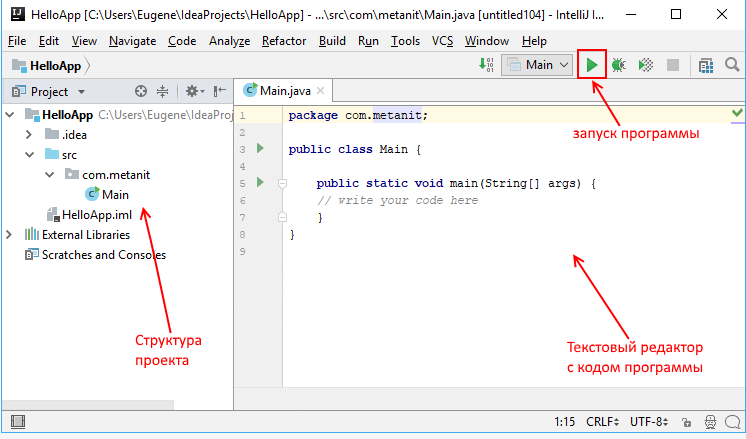 HelloApp [C:\Users\Eugene\IdeaProjects\HelloApp] - ...\src\com\metanit\Main.java [untitled104] - IntelliJ I...
File Edit View Navigate Code Analyze Refactor Build Run Tools VCS Window Help
HelloApp Main
запуск программы
Project
Main.java
HelloApp C:\Users\Eugene\IdeaProj
.idea
src
com.metanit
Main
HelloApp.iml
External Libraries
Scratches and Consoles
Структура
проекта
1 package com.metanit;
2
3 public class Main {
4
5 public static void main(String[] args) {
6 // write your code here
7 }
8 }
9
Текстовый редактор
с кодом программы
1:15 CRLF UTF-8